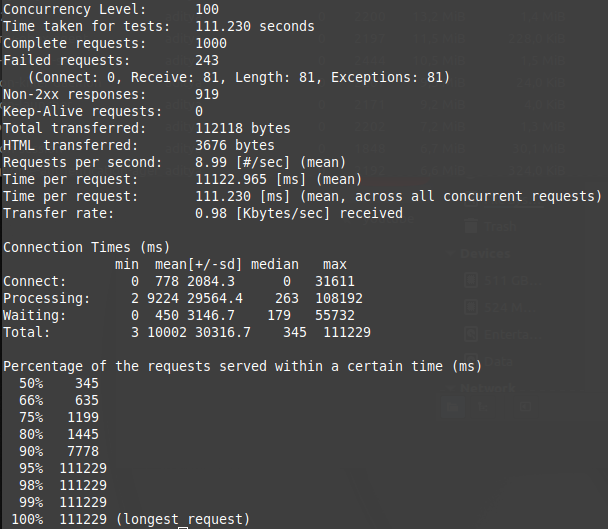 Concurrency Level:      100
Time taken for tests:   111.230 seconds
Complete requests:      1000
Failed requests:        243
   (Connect: 0, Receive: 81, Length: 81, Exceptions: 81)
Non-2xx responses:      919
Keep-Alive requests:    0
Total transferred:      112118 bytes
HTML transferred:       3676 bytes
Requests per second:    8.99 [#/sec] (mean)
Time per request:       11122.965 [ms] (mean)
Time per request:       111.230 [ms] (mean, across all concurrent requests)
Transfer rate:          0.98 [Kbytes/sec] received
Trash
Connection Times (ms)
Devices
              min  mean[+/-sd] median   max
Connect:        0  778 2084.3      0   31611
Processing:     2 9224 29564.4    263  108192
Waiting:        0  450 3146.7    179   55732
Total:          3 10002 30316.7    345  111229
Data
Percentage of the requests served within a certain time (ms)
Network
  50%    345
  66%    635
  75%   1199
  80%   1445
  90%   7778
  95%  111229
  98%  111229
  99%  111229
 100%  111229 (longest request)